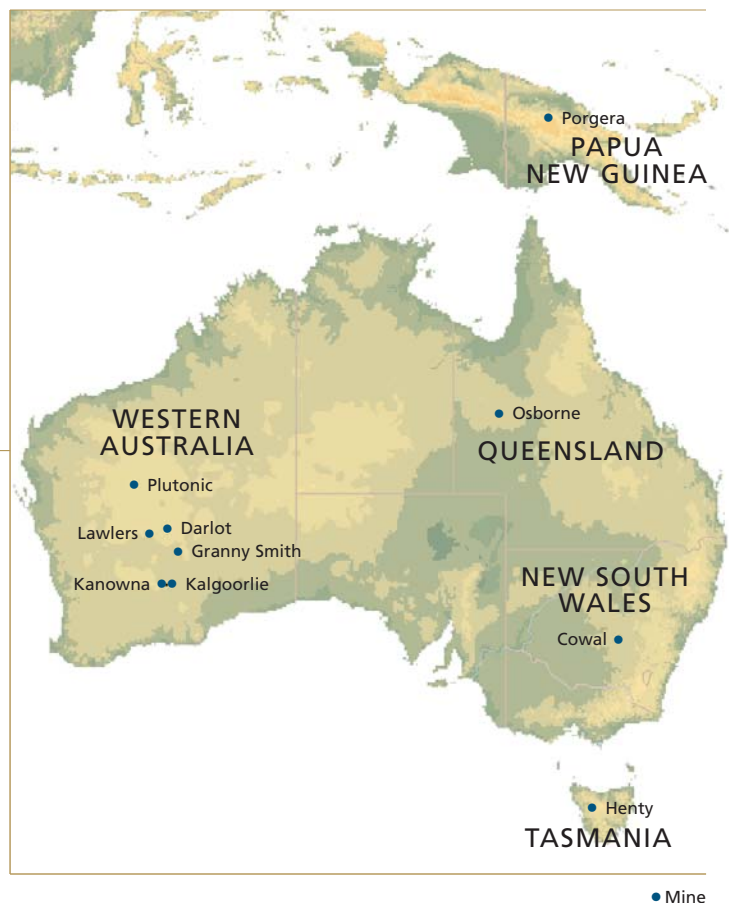 Porgera
PAPUA
NEW GUINEA
Osborne
WESTERN
AUSTRALIA
QUEENSLAND
Plutonic
Darlot
Lawlers
Granny Smith
Kanowna
Kalgoorlie
NEW SOUTH
WALES
Cowal
Henty
TASMANIA
Mine